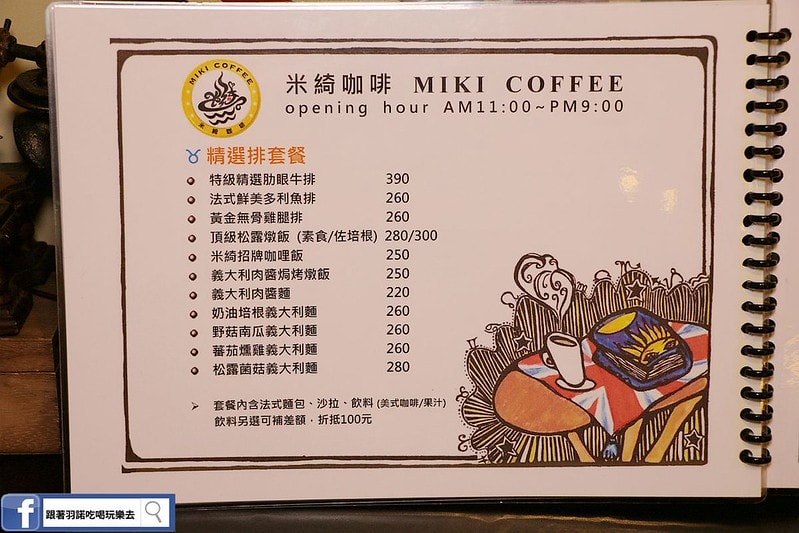 MIKI COFFEE
米綺咖啡
米綺咖啡 MIKI COFFEE
opening hour AM11:00~PM9:00
精選排套餐
特級精選肋眼牛排 390
法式鮮美多利魚排 260
黃金無骨雞腿排 260
頂級松露燉飯 (素食/佐培根) 280/300
米綺招牌咖哩飯 250
義大利肉醬焗烤燉飯 250
義大利肉醬麵 220
奶油培根義大利麵 260
野菇南瓜義大利麵 260
蕃茄燻雞義大利麵 260
松露菌菇義大利麵 280
套餐內含法式麵包、沙拉、飲料 (美式咖啡/果汁)
飲料另選可補差額，折抵100元
f 跟著羽諾吃喝玩樂去